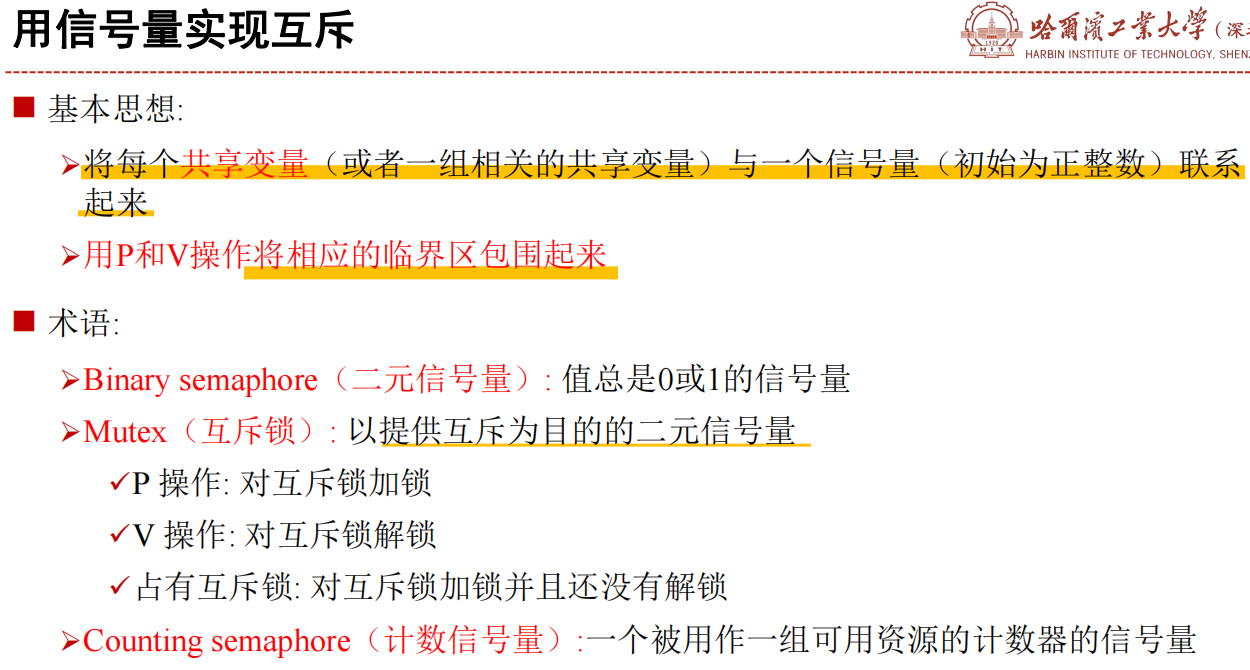 用信号量实现互斥
哈爾濱工業大學（深
HARBIN INSTITUTE OF TECHNOLOGY, SHENZ
1920
HIT
基本思想:
将每个共享变量（或者一组相关的共享变量）与一个信号量（初始为正整数）联系
起来
用P和V操作将相应的临界区包围起来
术语:
Binary semaphore（二元信号量）: 值总是0或1的信号量
Mutex（互斥锁）: 以提供互斥为目的的二元信号量
P 操作: 对互斥锁加锁
V 操作: 对互斥锁解锁
占有互斥锁: 对互斥锁加锁并且还没有解锁
Counting semaphore（计数信号量）:一个被用作一组可用资源的计数器的信号量